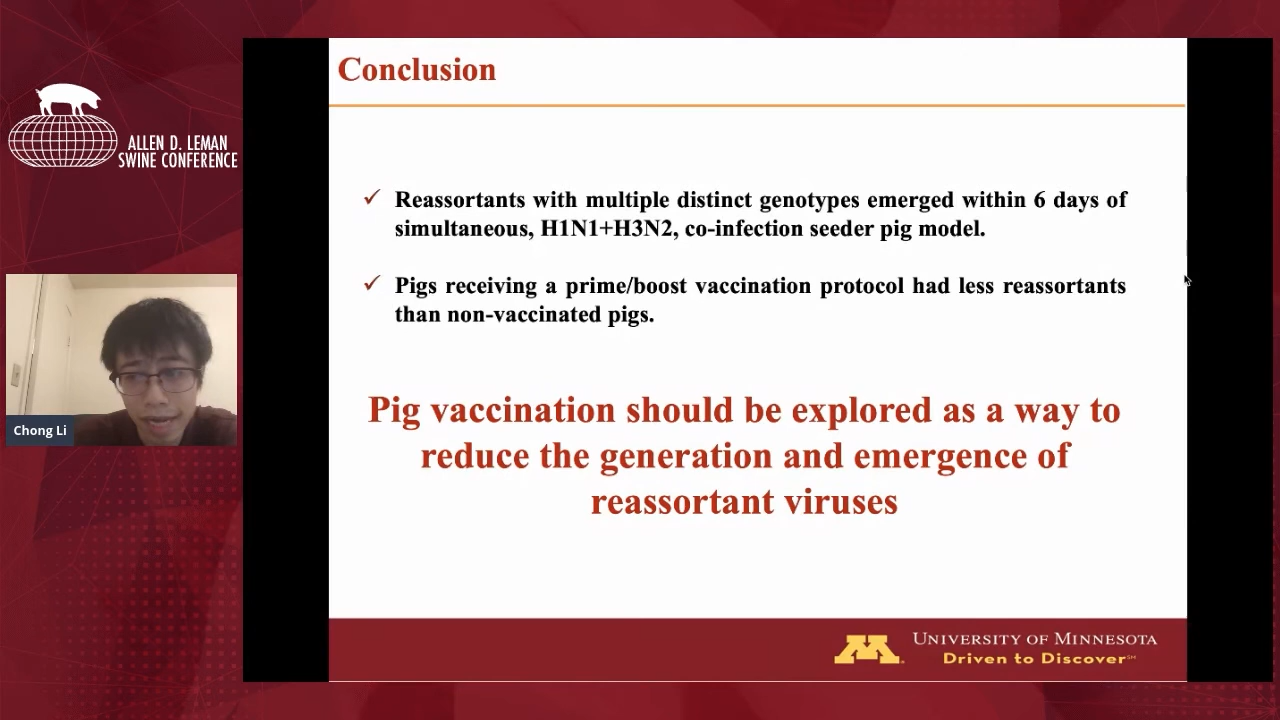 ALLEN D. LEMAN
SWINE CONFERENCE
Chong Li
Conclusion
✓ Reassortants with multiple distinct genotypes emerged within 6 days of
simultaneous, H1N1+H3N2, co-infection seeder pig model.
✓ Pigs receiving a prime/boost vaccination protocol had less reassortants
than non-vaccinated pigs.
Pig vaccination should be explored as a way to
reduce the generation and emergence of
reassortant viruses
M
UNIVERSITY OF MINNESOTA
Driven to Discover℠